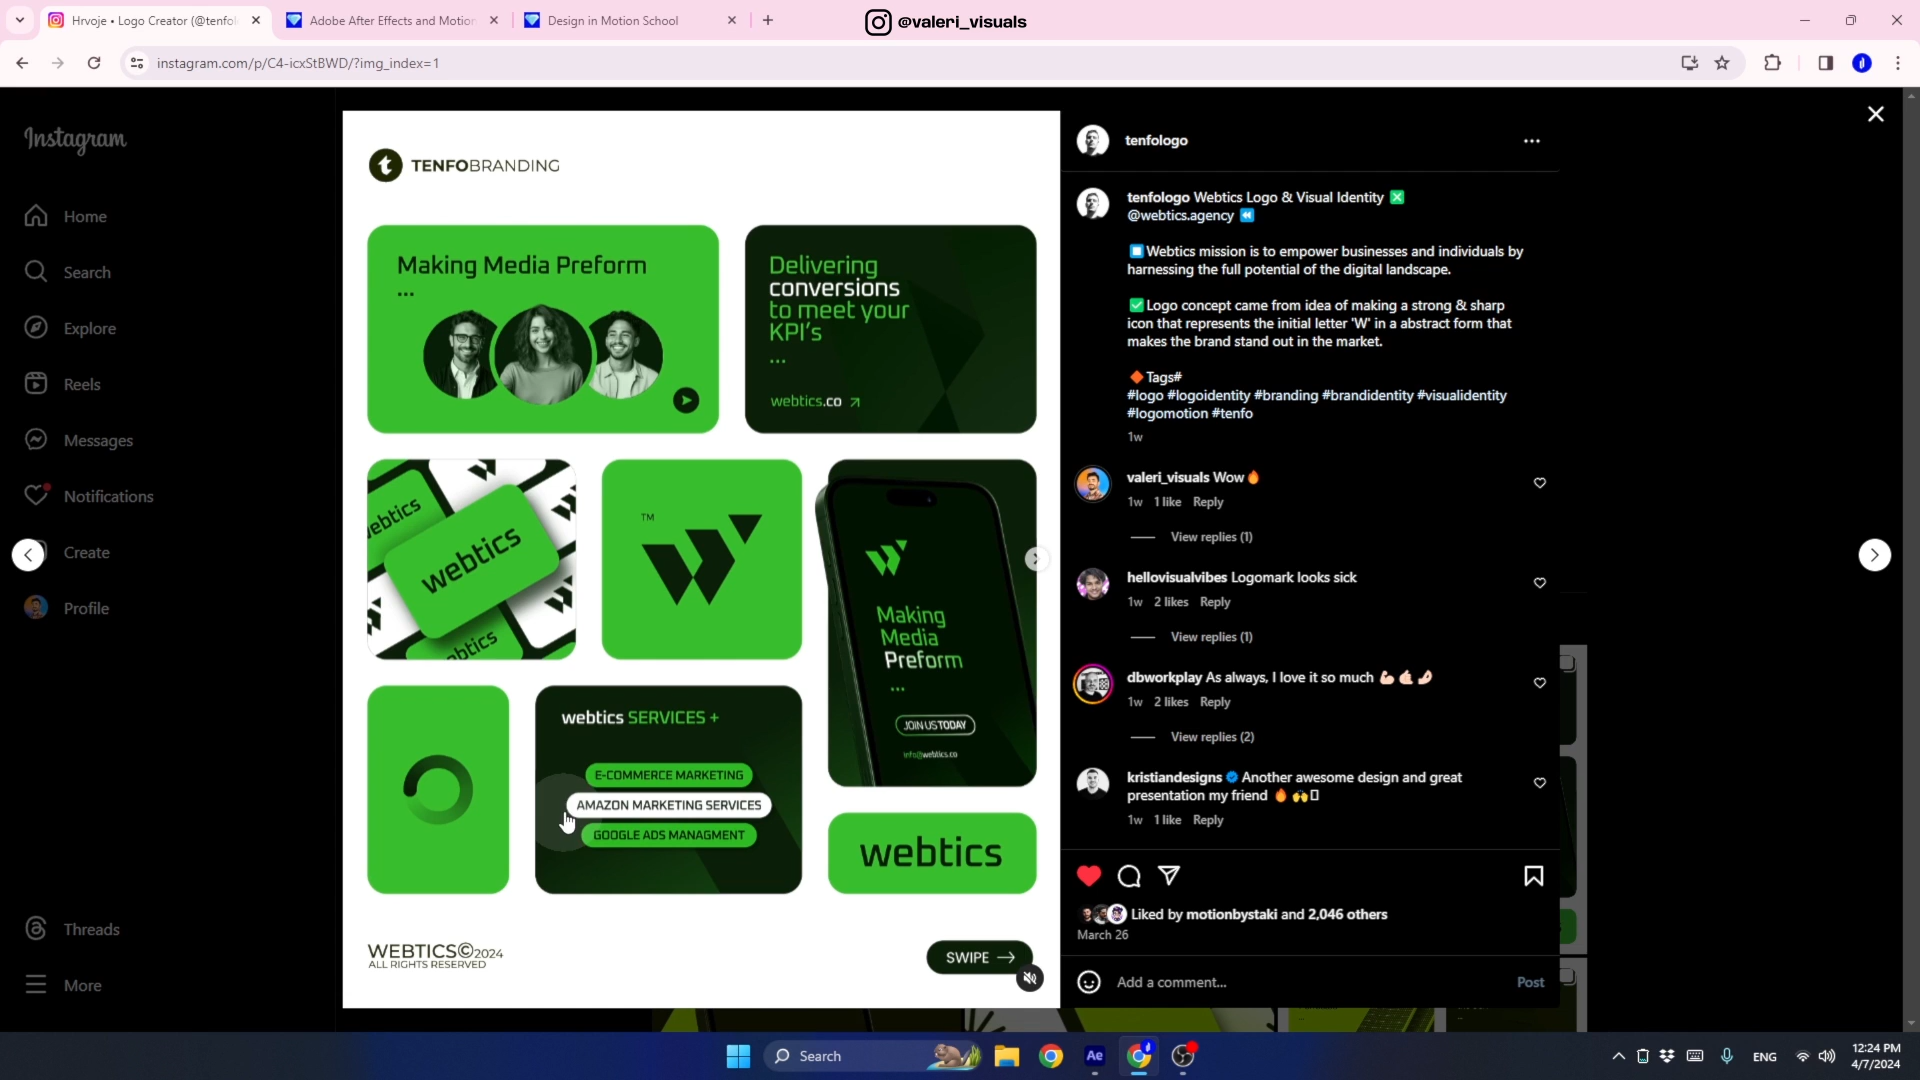 Hrvoje • Logo Creator (@tenfol
Adobe After Effects and Motion
Design in Motion School
@valeri_visuals
instagram.com/p/C4-icxStBWD/?img_index=1
Instagram
Home
Search
Explore
Reels
Messages
Notifications
Create
Profile
Threads
More
t TENFOBRANDING
Making Media Preform
...
Delivering
conversions
to meet your
KPI's
...
webtics.co
webtics
webtics
webtics
TM
Making
Media
Preform
...
JOIN US TODAY
info@webtics.co
webtics SERVICES +
E-COMMERCE MARKETING
AMAZON MARKETING SERVICES
GOOGLE ADS MANAGMENT
webtics
WEBTICS©2024
ALL RIGHTS RESERVED
SWIPE
tenfologo
tenfologo Webtics Logo & Visual Identity
@webtics.agency
Webtics mission is to empower businesses and individuals by
harnessing the full potential of the digital landscape.
Logo concept came from idea of making a strong & sharp
icon that represents the initial letter 'W' in a abstract form that
makes the brand stand out in the market.
Tags#
#logo #logoidentity #branding #brandidentity #visualidentity
#logomotion #tenfo
1w
valeri_visuals Wow
1w 1 like Reply
View replies (1)
hellovisualvibes Logomark looks sick
1w 2 likes Reply
View replies (1)
dbworkplay As always, I love it so much
1w 2 likes Reply
View replies (2)
kristiandesigns Another awesome design and great
presentation my friend
1w 1 like Reply
Liked by motionbystaki and 2,046 others
March 26
Add a comment...
Post
Search
Ae
ENG
12:24 PM
4/7/2024